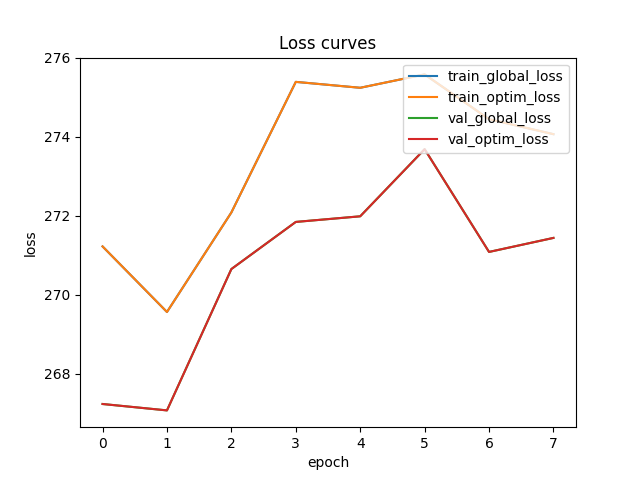 Loss curves
276
274
272
270
268
loss
train_global_loss
train_optim_loss
val_global_loss
val_optim_loss
0 1 2 3 4 5 6 7
epoch